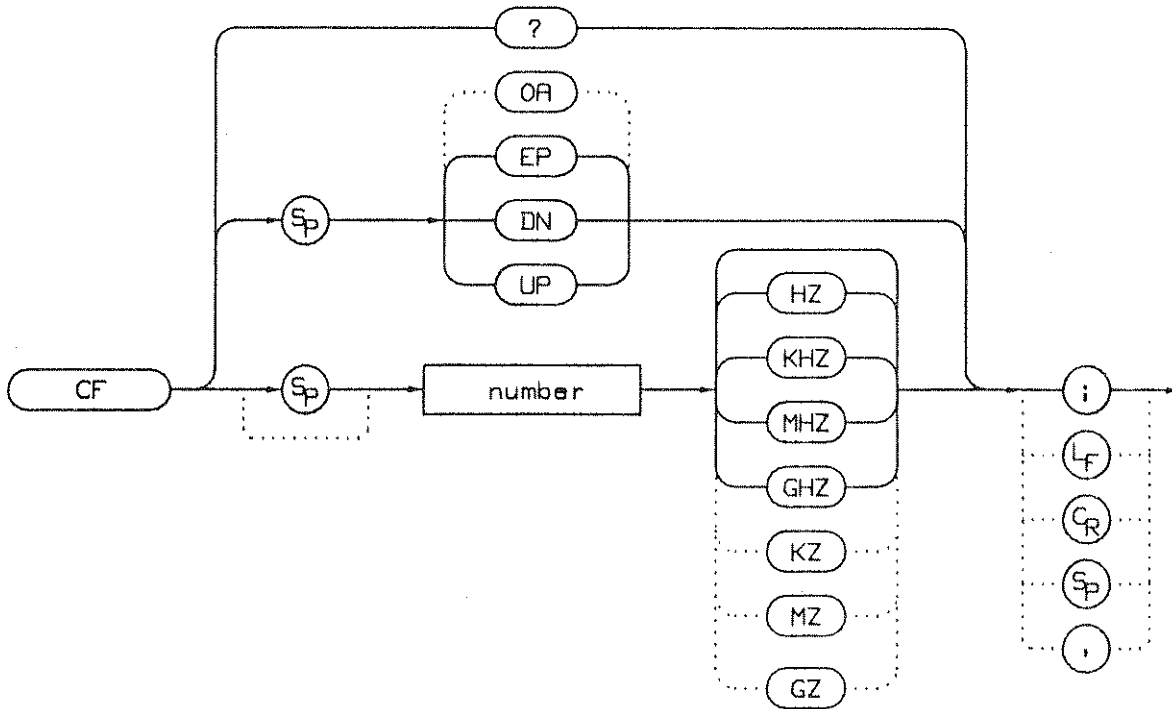 ?
OA
EP
SP
DN
UP
HZ
KHZ
CF
SP
number
MHZ
GHZ
KZ
MZ
GZ
;
LF
CR
SP
,